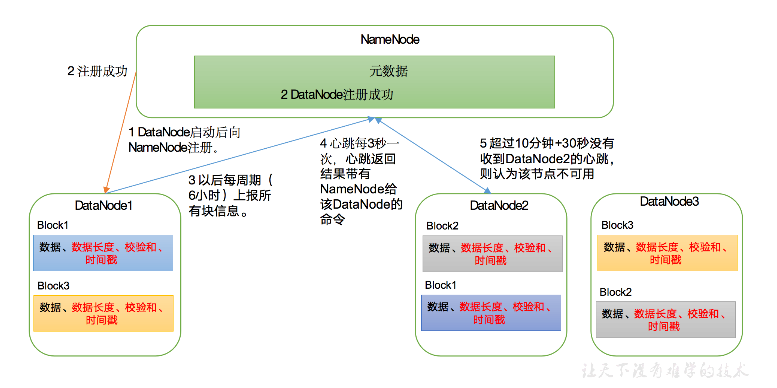 NameNode
元数据
2 DataNode注册成功
2 注册成功
1 DataNode启动后向
NameNode注册。
3 以后每周期（
6小时）上报所
有块信息。
4 心跳每3秒一
次，心跳返回
结果带有
NameNode给
该DataNode的
命令
5 超过10分钟+30秒没有
收到DataNode2的心跳，
则认为该节点不可用
DataNode1
Block1
数据、数据长度、校验和、
时间戳
Block3
数据、数据长度、校验和、
时间戳
DataNode2
Block2
数据、数据长度、校验和、
时间戳
Block1
数据、数据长度、校验和、
时间戳
DataNode3
Block3
数据、数据长度、校验和、
时间戳
Block2
数据、数据长度、校验和、
时间戳
让天下没有难学的技术